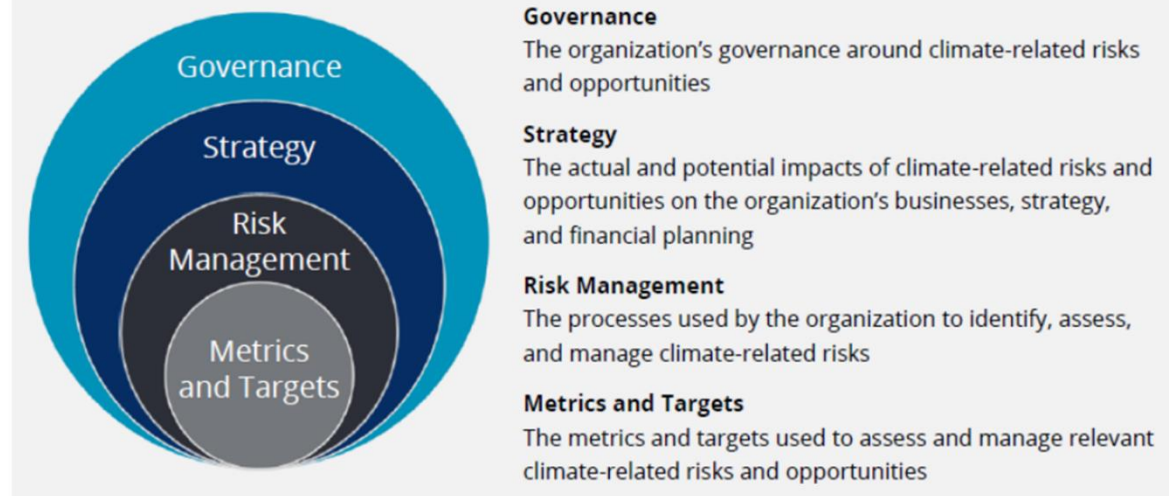 Governance
Strategy
Risk
Management
Metrics
and Targets
Governance
The organization’s governance around climate-related risks
and opportunities
Strategy
The actual and potential impacts of climate-related risks and
opportunities on the organization’s businesses, strategy,
and financial planning
Risk Management
The processes used by the organization to identify, assess,
and manage climate-related risks
Metrics and Targets
The metrics and targets used to assess and manage relevant
climate-related risks and opportunities